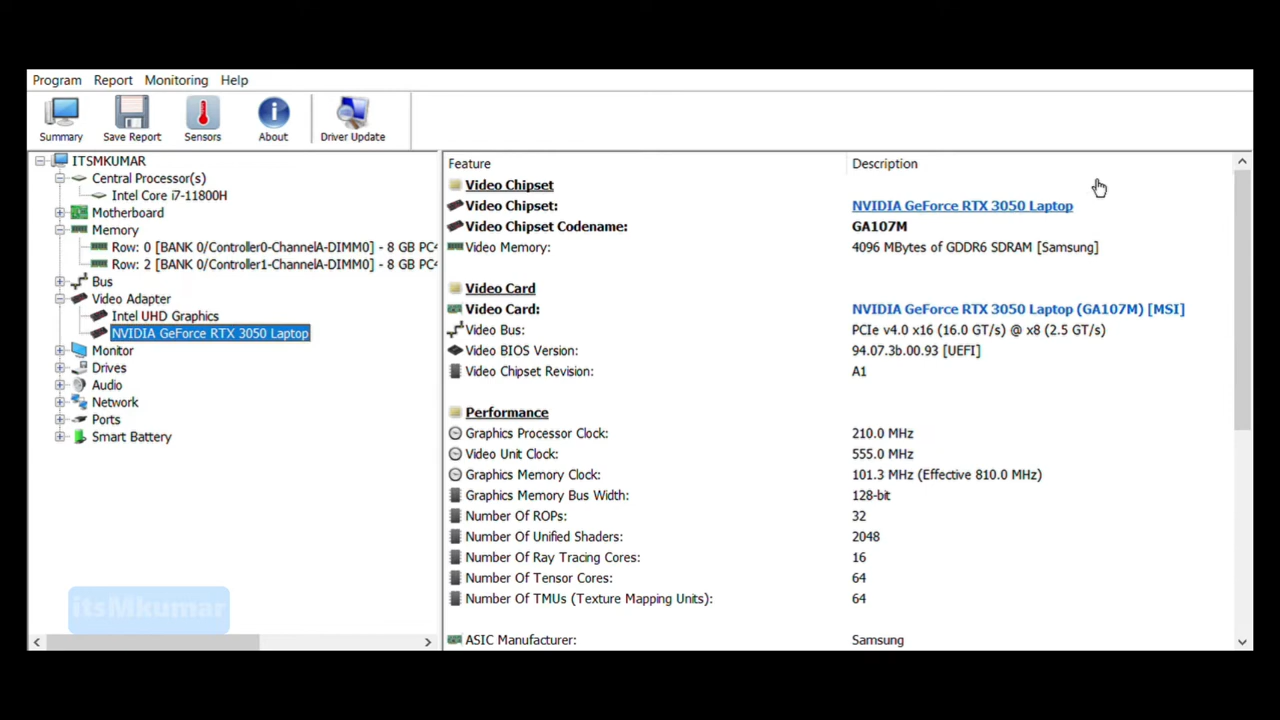 Program Report Monitoring Help
Summary Save Report Sensors About Driver Update
ITSMKUMAR
Central Processor(s)
Intel Core i7-11800H
Motherboard
Memory
Row: 0 [BANK 0/Controller0-ChannelA-DIMM0] - 8 GB PC4
Row: 2 [BANK 0/Controller1-ChannelA-DIMM0] - 8 GB PC4
Bus
Video Adapter
Intel UHD Graphics
NVIDIA GeForce RTX 3050 Laptop
Monitor
Drives
Audio
Network
Ports
Smart Battery
itsMkumar
Feature Description
Video Chipset
Video Chipset: NVIDIA GeForce RTX 3050 Laptop
Video Chipset Codename: GA107M
Video Memory: 4096 MBytes of GDDR6 SDRAM [Samsung]
Video Card
Video Card: NVIDIA GeForce RTX 3050 Laptop (GA107M) [MSI]
Video Bus: PCIe v4.0 x16 (16.0 GT/s) @ x8 (2.5 GT/s)
Video BIOS Version: 94.07.3b.00.93 [UEFI]
Video Chipset Revision: A1
Performance
Graphics Processor Clock: 210.0 MHz
Video Unit Clock: 555.0 MHz
Graphics Memory Clock: 101.3 MHz (Effective 810.0 MHz)
Graphics Memory Bus Width: 128-bit
Number Of ROPs: 32
Number Of Unified Shaders: 2048
Number Of Ray Tracing Cores: 16
Number Of Tensor Cores: 64
Number Of TMUs (Texture Mapping Units): 64
ASIC Manufacturer: Samsung